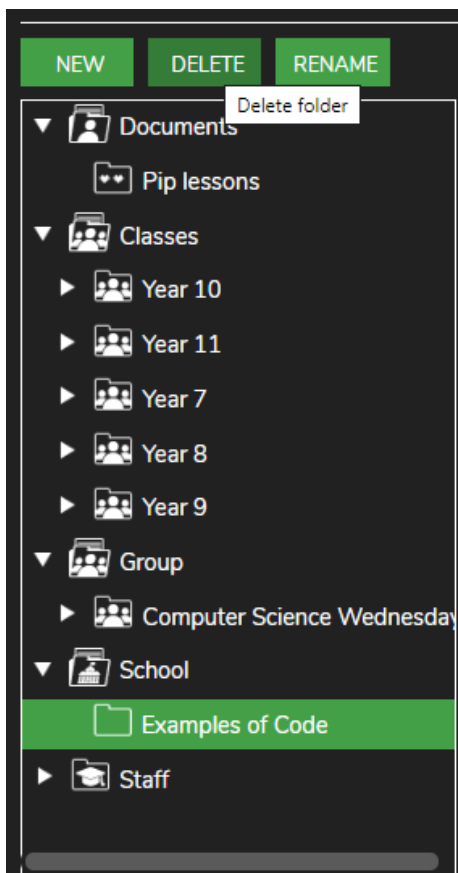 NEW DELETE RENAME
Delete folder
Documents
Pip lessons
Classes
Year 10
Year 11
Year 7
Year 8
Year 9
Group
Computer Science Wednesday
School
Examples of Code
Staff